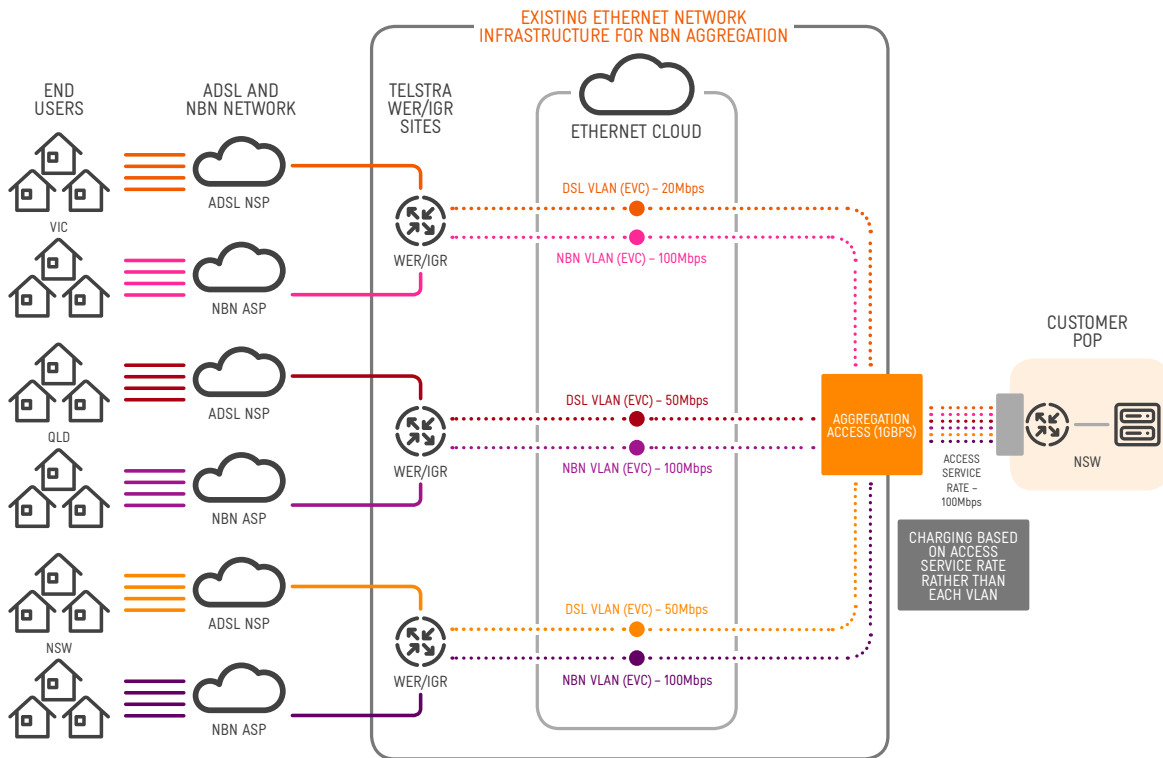 EXISTING ETHERNET NETWORK
INFRASTRUCTURE FOR NBN AGGREGATION
END
USERS
ADSL AND
NBN NETWORK
TELSTRA
WER/IGR
SITES
ETHERNET CLOUD
ADSL NSP
VIC
NBN ASP
WER/IGR
DSL VLAN (EVC) – 20Mbps
NBN VLAN (EVC) – 100Mbps
ADSL NSP
QLD
NBN ASP
WER/IGR
DSL VLAN (EVC) – 50Mbps
NBN VLAN (EVC) – 100Mbps
ADSL NSP
NSW
NBN ASP
WER/IGR
DSL VLAN (EVC) – 50Mbps
NBN VLAN (EVC) – 100Mbps
AGGREGATION
ACCESS (1GBPS)
ACCESS
SERVICE
RATE –
100Mbps
CUSTOMER
POP
NSW
CHARGING BASED
ON ACCESS
SERVICE RATE
RATHER THAN
EACH VLAN